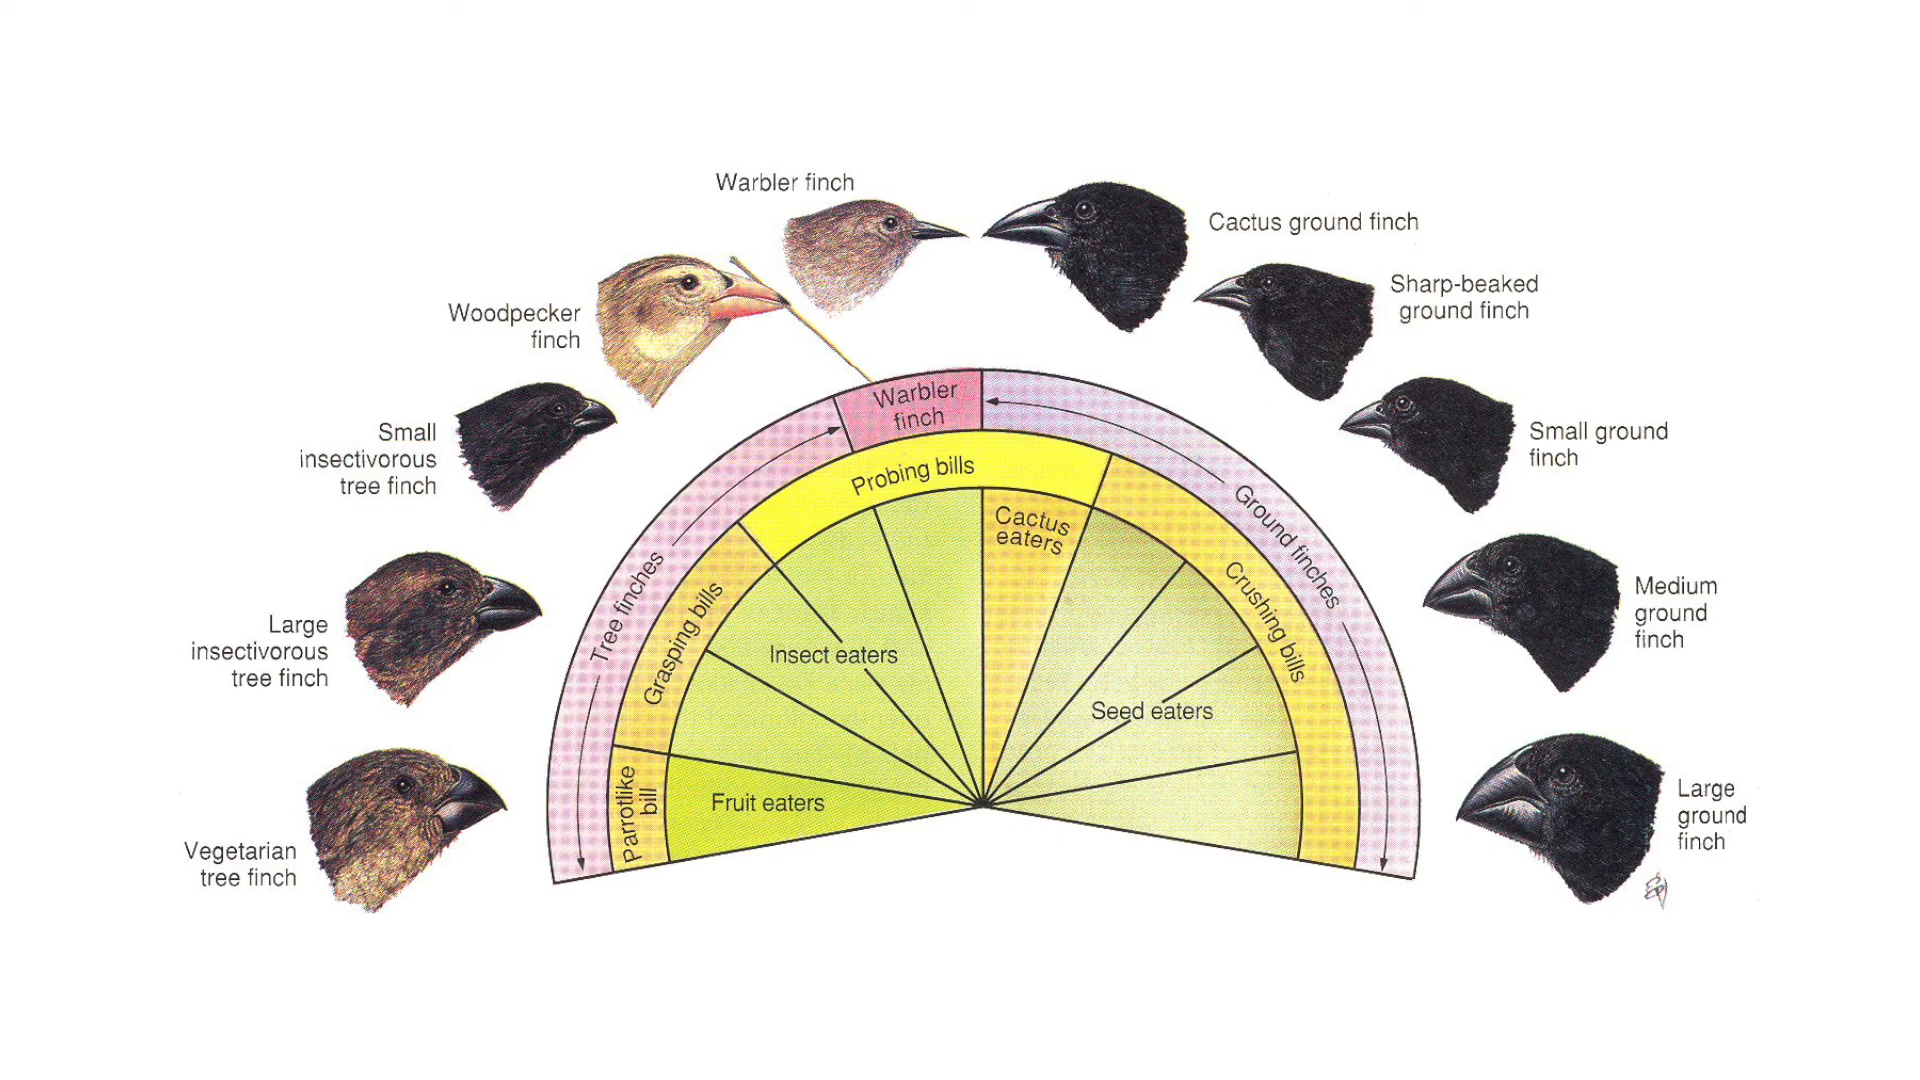 Warbler finch
Cactus ground finch
Sharp-beaked
ground finch
Woodpecker
finch
Small
insectivorous
tree finch
Small ground
finch
Large
insectivorous
tree finch
Medium
ground
finch
Vegetarian
tree finch
Large
ground
finch
Warbler
finch
Tree finches
Ground finches
Probing bills
Grasping bills
Crushing bills
Parrotlike
bill
Cactus
eaters
Insect eaters
Seed eaters
Fruit eaters